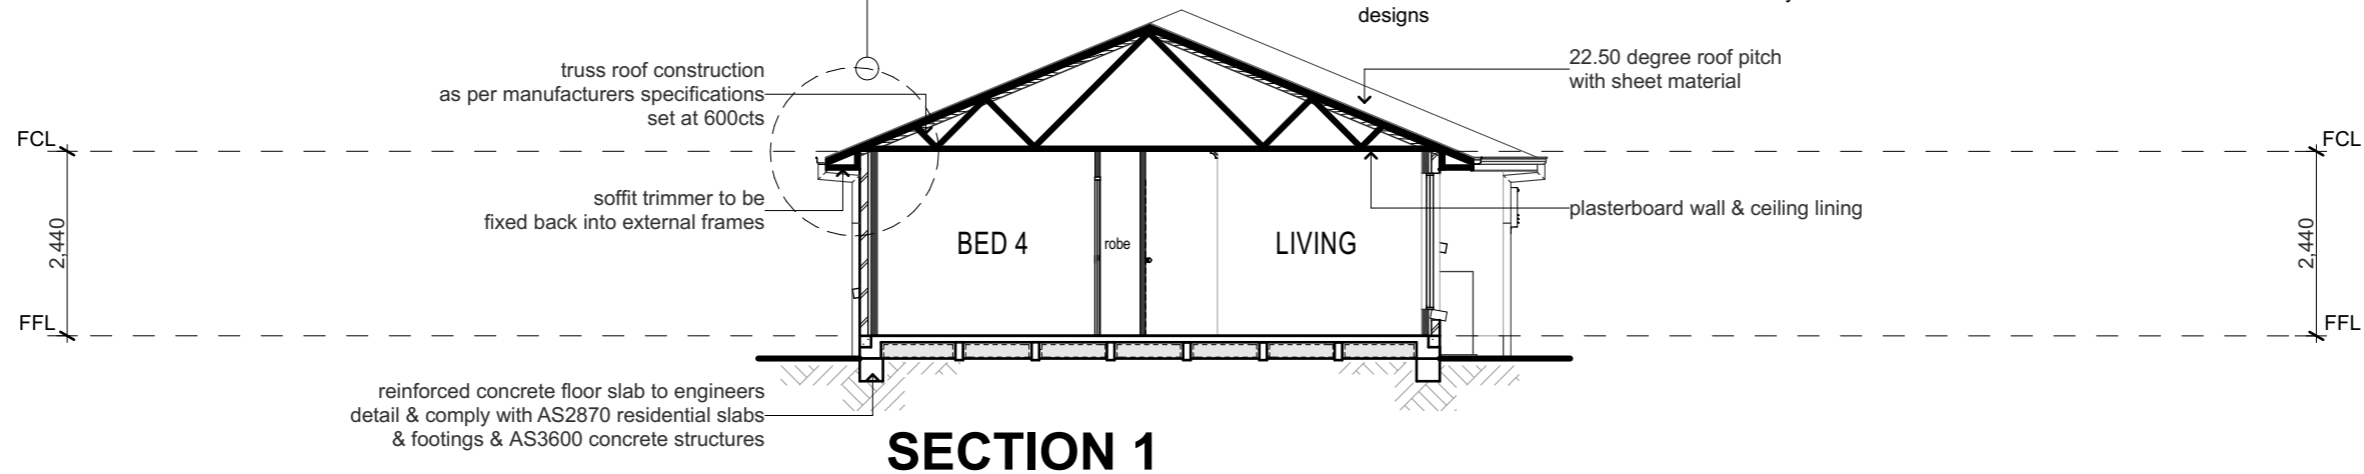 designs
truss roof construction
as per manufacturers specifications
set at 600cts
22.50 degree roof pitch
with sheet material
FCL
FCL
soffit trimmer to be
fixed back into external frames
plasterboard wall & ceiling lining
2,440
BED 4
robe
LIVING
2,440
FFL
FFL
reinforced concrete floor slab to engineers
detail & comply with AS2870 residential slabs
& footings & AS3600 concrete structures
SECTION 1